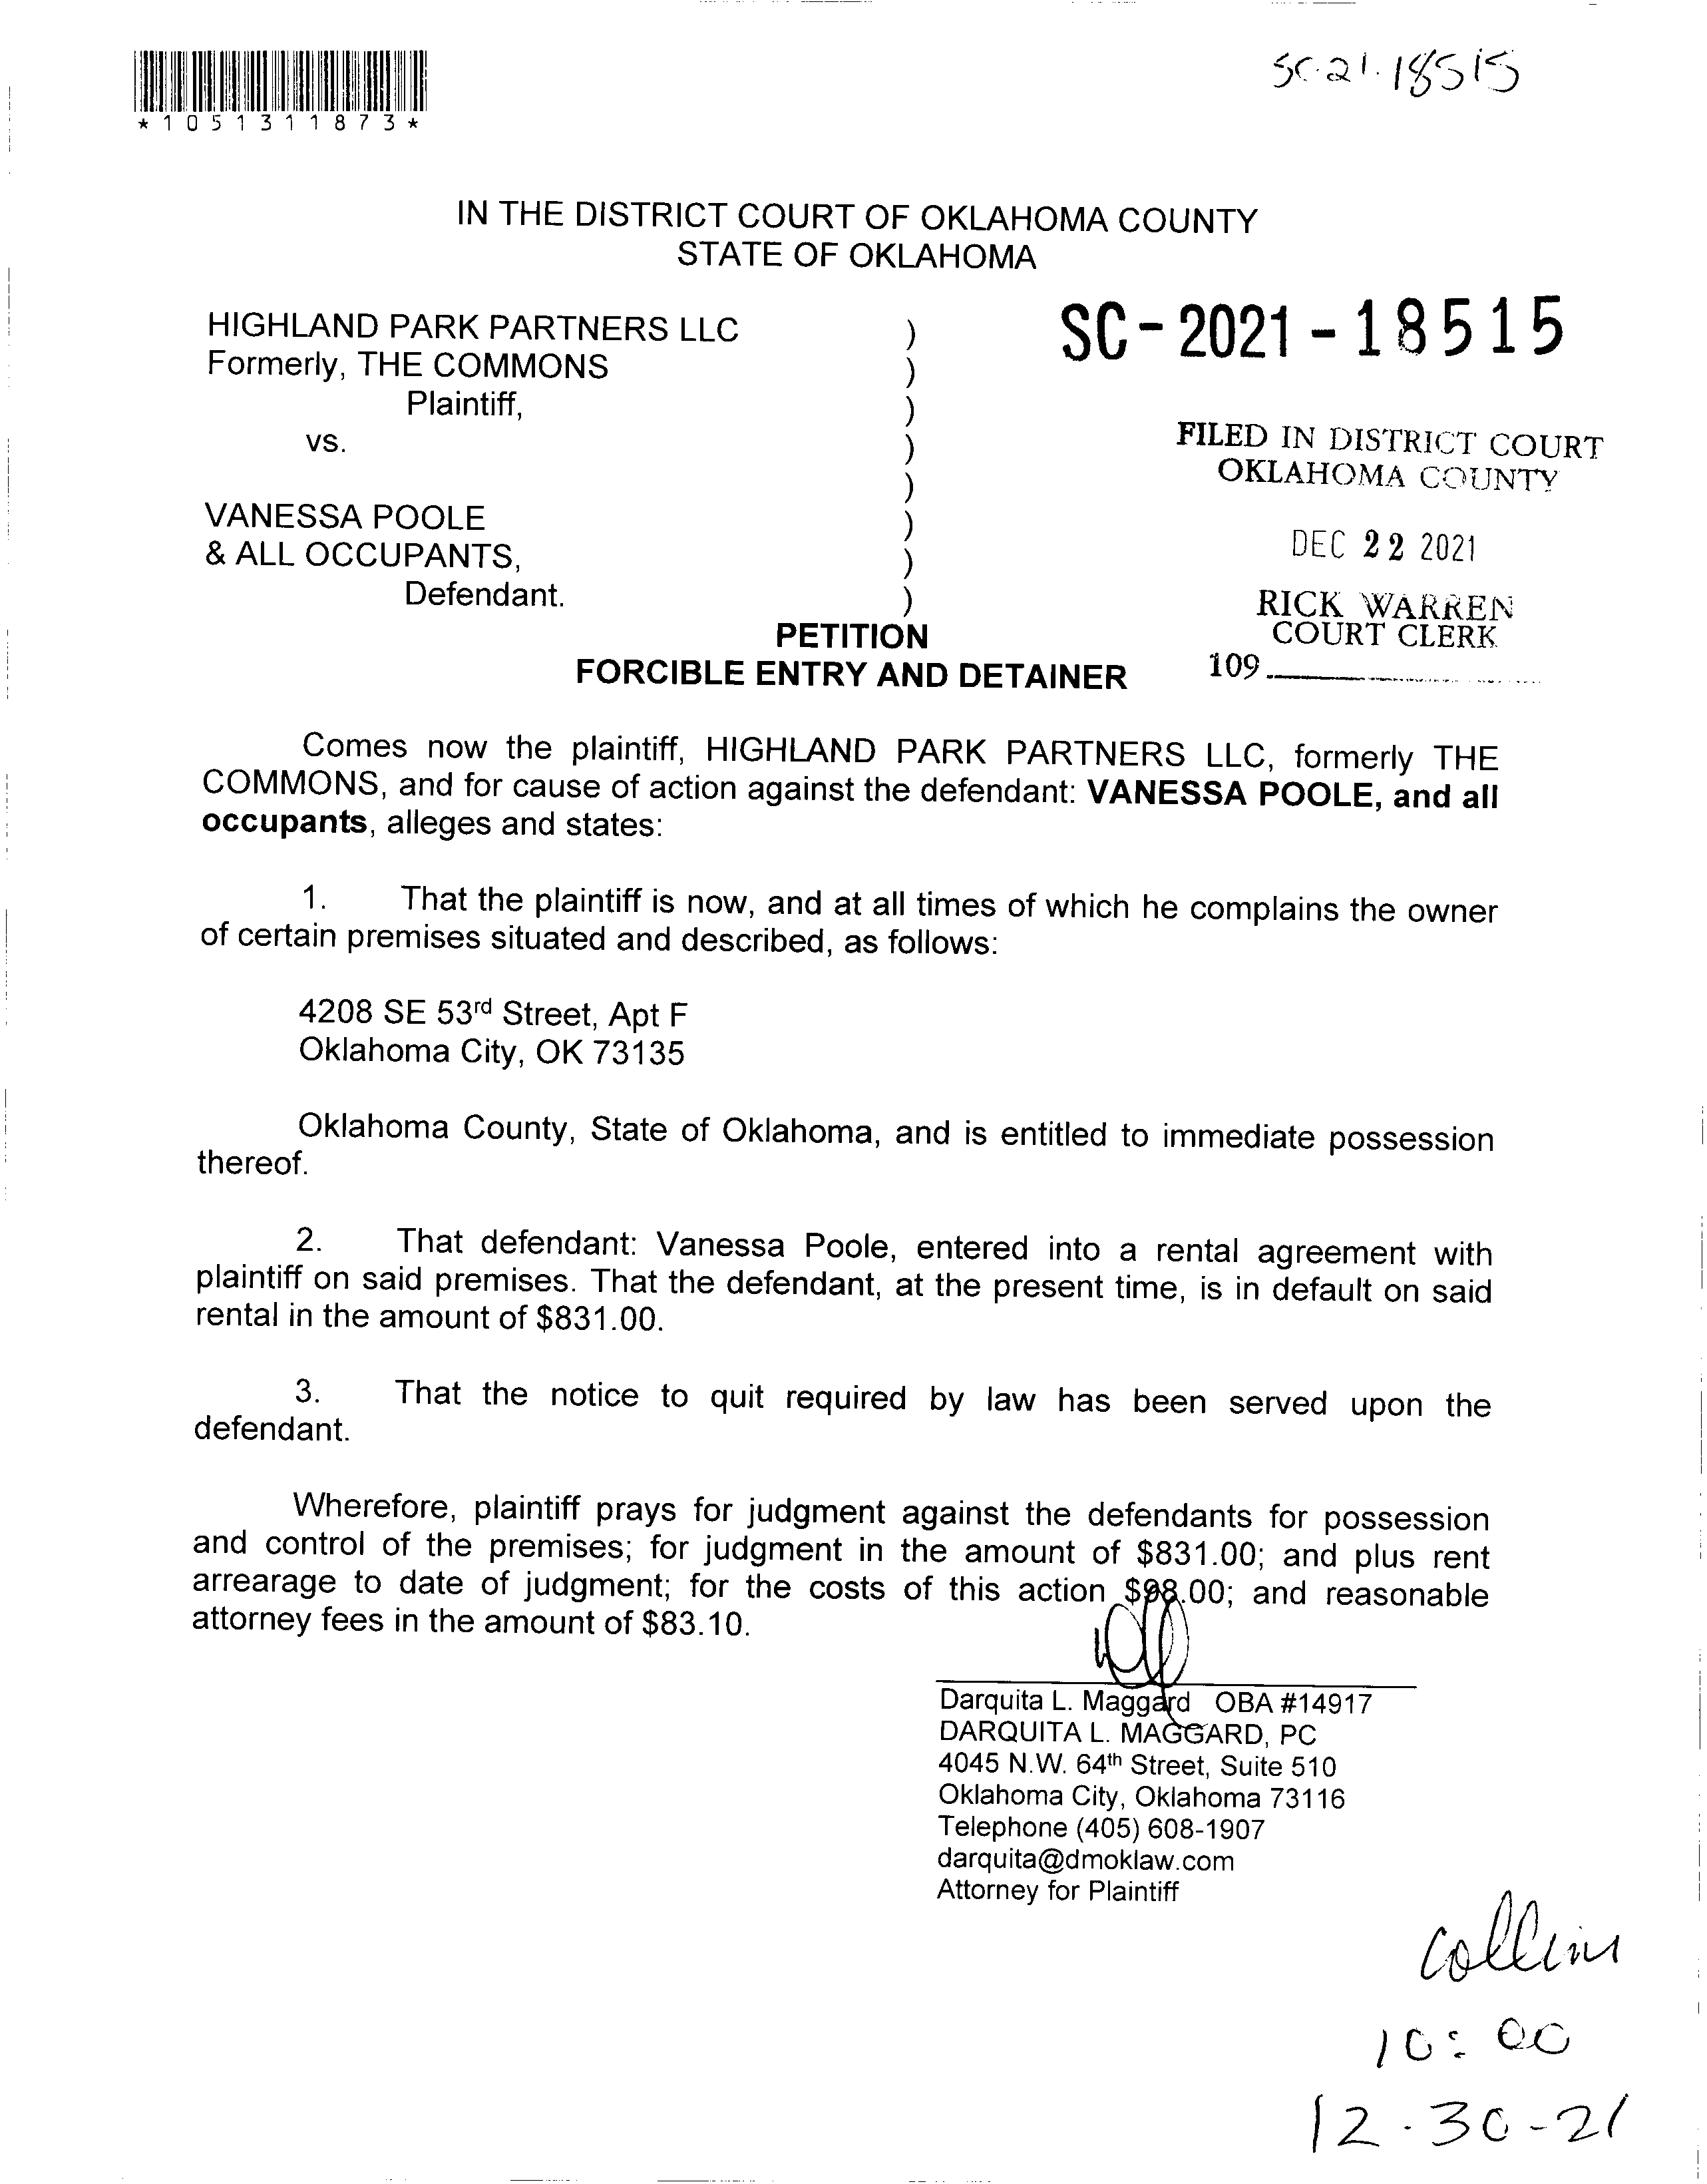 SC-21-18515
*1051311873*
IN THE DISTRICT COURT OF OKLAHOMA COUNTY
STATE OF OKLAHOMA
HIGHLAND PARK PARTNERS LLC )
Formerly, THE COMMONS )
Plaintiff, )
vs. )
)
VANESSA POOLE )
& ALL OCCUPANTS, )
Defendant. )
SC-2021-18515
FILED IN DISTRICT COURT
OKLAHOMA COUNTY
DEC 22 2021
RICK WARREN
COURT CLERK
109
PETITION
FORCIBLE ENTRY AND DETAINER
Comes now the plaintiff, HIGHLAND PARK PARTNERS LLC, formerly THE
COMMONS, and for cause of action against the defendant: VANESSA POOLE, and all
occupants, alleges and states:
1. That the plaintiff is now, and at all times of which he complains the owner
of certain premises situated and described, as follows:
4208 SE 53rd Street, Apt F
Oklahoma City, OK 73135
Oklahoma County, State of Oklahoma, and is entitled to immediate possession
thereof.
2. That defendant: Vanessa Poole, entered into a rental agreement with
plaintiff on said premises. That the defendant, at the present time, is in default on said
rental in the amount of $831.00.
3. That the notice to quit required by law has been served upon the
defendant.
Wherefore, plaintiff prays for judgment against the defendants for possession
and control of the premises; for judgment in the amount of $831.00; and plus rent
arrearage to date of judgment; for the costs of this action $98.00; and reasonable
attorney fees in the amount of $83.10.
Darquita L. Maggard OBA #14917
DARQUITA L. MAGGARD, PC
4045 N.W. 64th Street, Suite 510
Oklahoma City, Oklahoma 73116
Telephone (405) 608-1907
darquita@dmoklaw.com
Attorney for Plaintiff
Collins
10:00
12-30-21